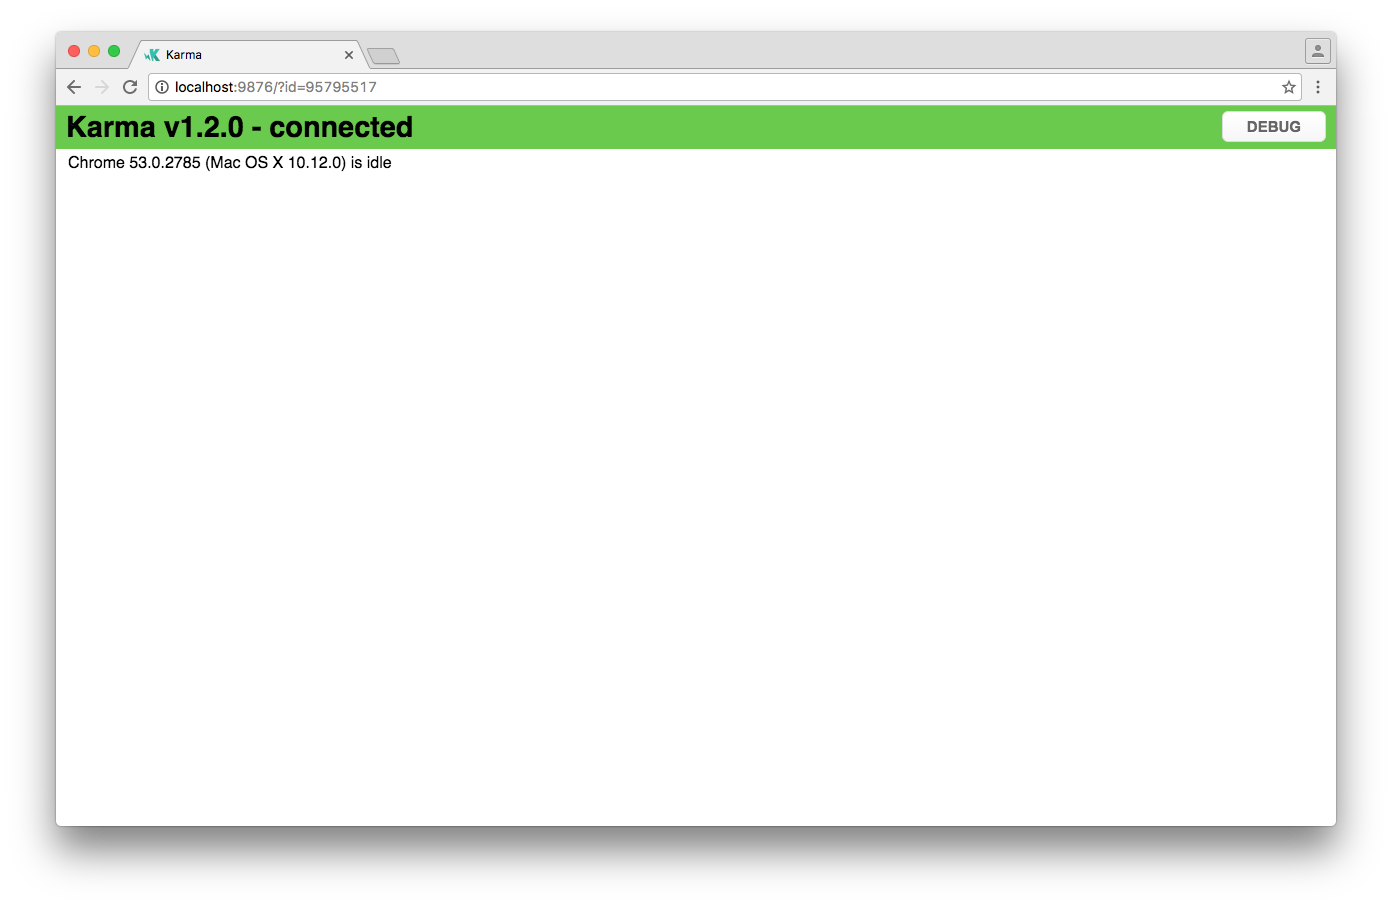 Karma
localhost:9876/?id=95795517
Karma v1.2.0 - connected
DEBUG
Chrome 53.0.2785 (Mac OS X 10.12.0) is idle